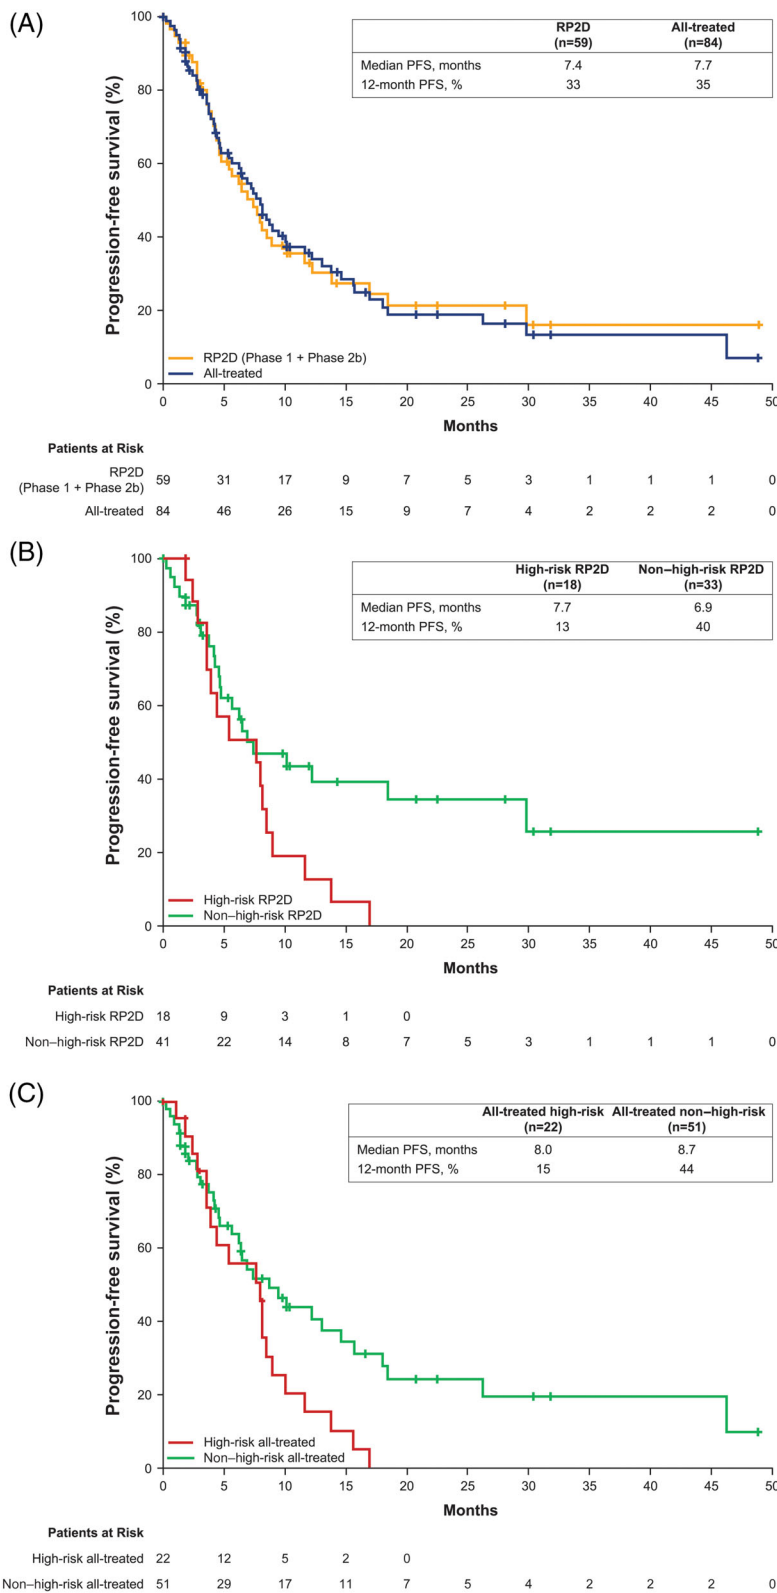 (A)
RP2D All-treated
(n=59) (n=84)
Median PFS, months 7.4 7.7
12-month PFS, % 33 35
Progression-free survival (%)
100
80
60
40
20
0
RP2D (Phase 1 + Phase 2b)
All-treated
0 5 10 15 20 25 30 35 40 45 50
Months
Patients at Risk
RP2D
(Phase 1 + Phase 2b) 59 31 17 9 7 5 3 1 1 1 0
All-treated 84 46 26 15 9 7 4 2 2 2 0
(B)
High-risk RP2D Non–high-risk RP2D
(n=18) (n=33)
Median PFS, months 7.7 6.9
12-month PFS, % 13 40
Progression-free survival (%)
100
80
60
40
20
0
High-risk RP2D
Non–high-risk RP2D
0 5 10 15 20 25 30 35 40 45 50
Months
Patients at Risk
High-risk RP2D 18 9 3 1 0
Non–high-risk RP2D 41 22 14 8 7 5 3 1 1 1 0
(C)
All-treated high-risk All-treated non–high-risk
(n=22) (n=51)
Median PFS, months 8.0 8.7
12-month PFS, % 15 44
Progression-free survival (%)
100
80
60
40
20
0
High-risk all-treated
Non–high-risk all-treated
0 5 10 15 20 25 30 35 40 45 50
Months
Patients at Risk
High-risk all-treated 22 12 5 2 0
Non–high-risk all-treated 51 29 17 11 7 5 4 2 2 2 0